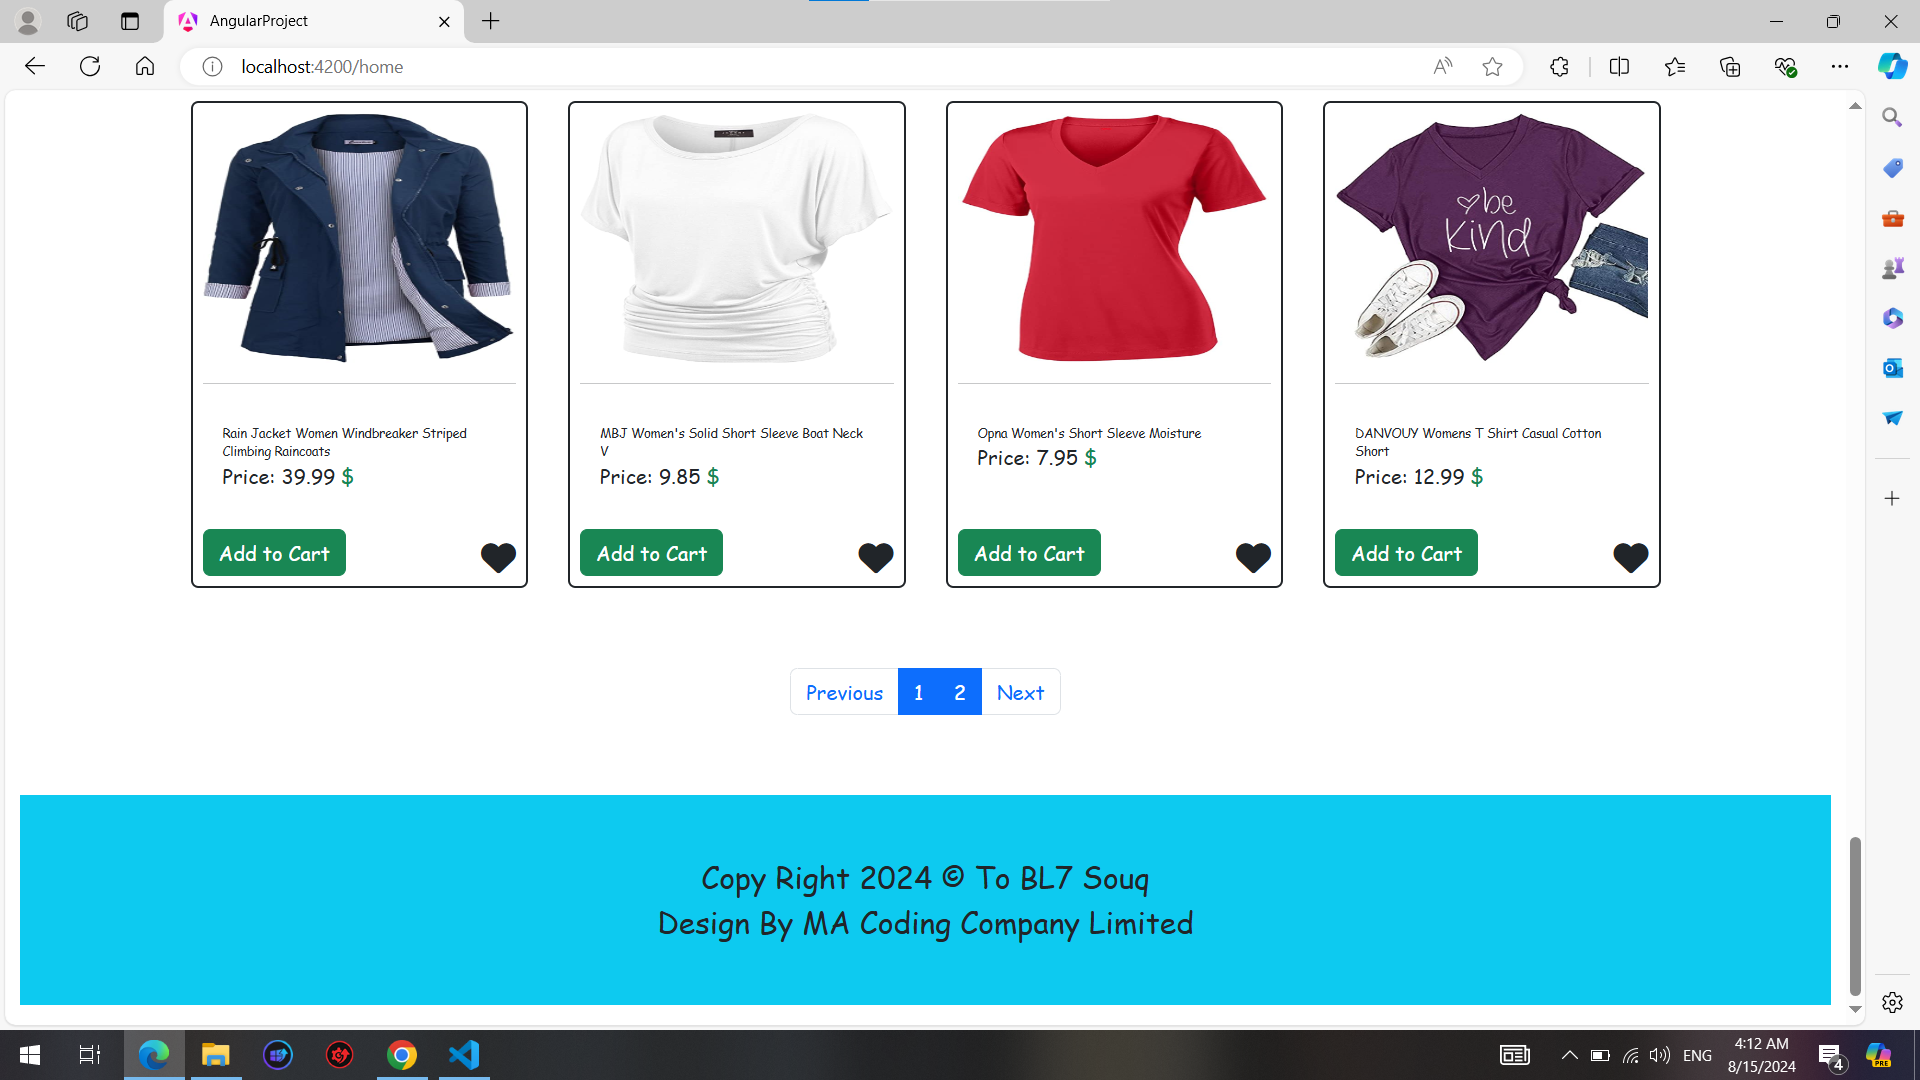 AngularProject
localhost:4200/home
be
Kind
Rain Jacket Women Windbreaker Striped
Climbing Raincoats
Price: 39.99 $
Add to Cart
MBJ Women's Solid Short Sleeve Boat Neck
V
Price: 9.85 $
Add to Cart
Opna Women's Short Sleeve Moisture
Price: 7.95 $
Add to Cart
DANVOUY Womens T Shirt Casual Cotton
Short
Price: 12.99 $
Add to Cart
Previous 1 2 Next
Copy Right 2024 © To BL7 Souq
Design By MA Coding Company Limited
ENG
4:12 AM
8/15/2024
4
PRE